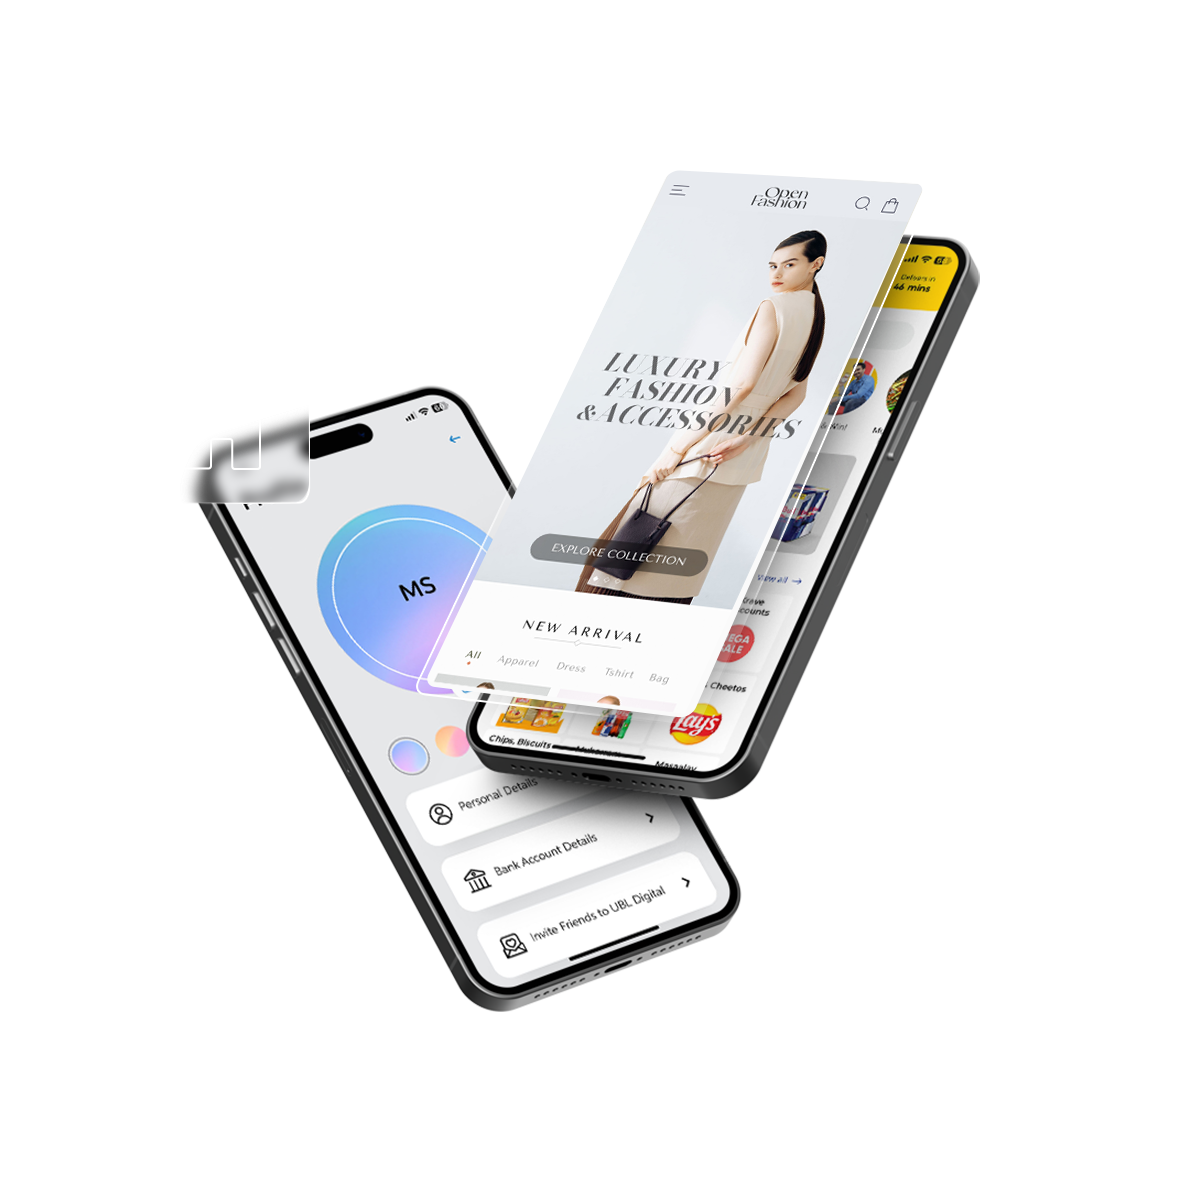 Open
Fashion
LUXURY
FASHION
& ACCESSORIES
EXPLORE COLLECTION
NEW ARRIVAL
All
Apparel
Dress
Tshirt
Bag
Delivery in
46 mins
View all →
Cheetos
Lay's
Chips, Biscuits
MS
Personal Details
Bank Account Details
Invite Friends to UBL Digital